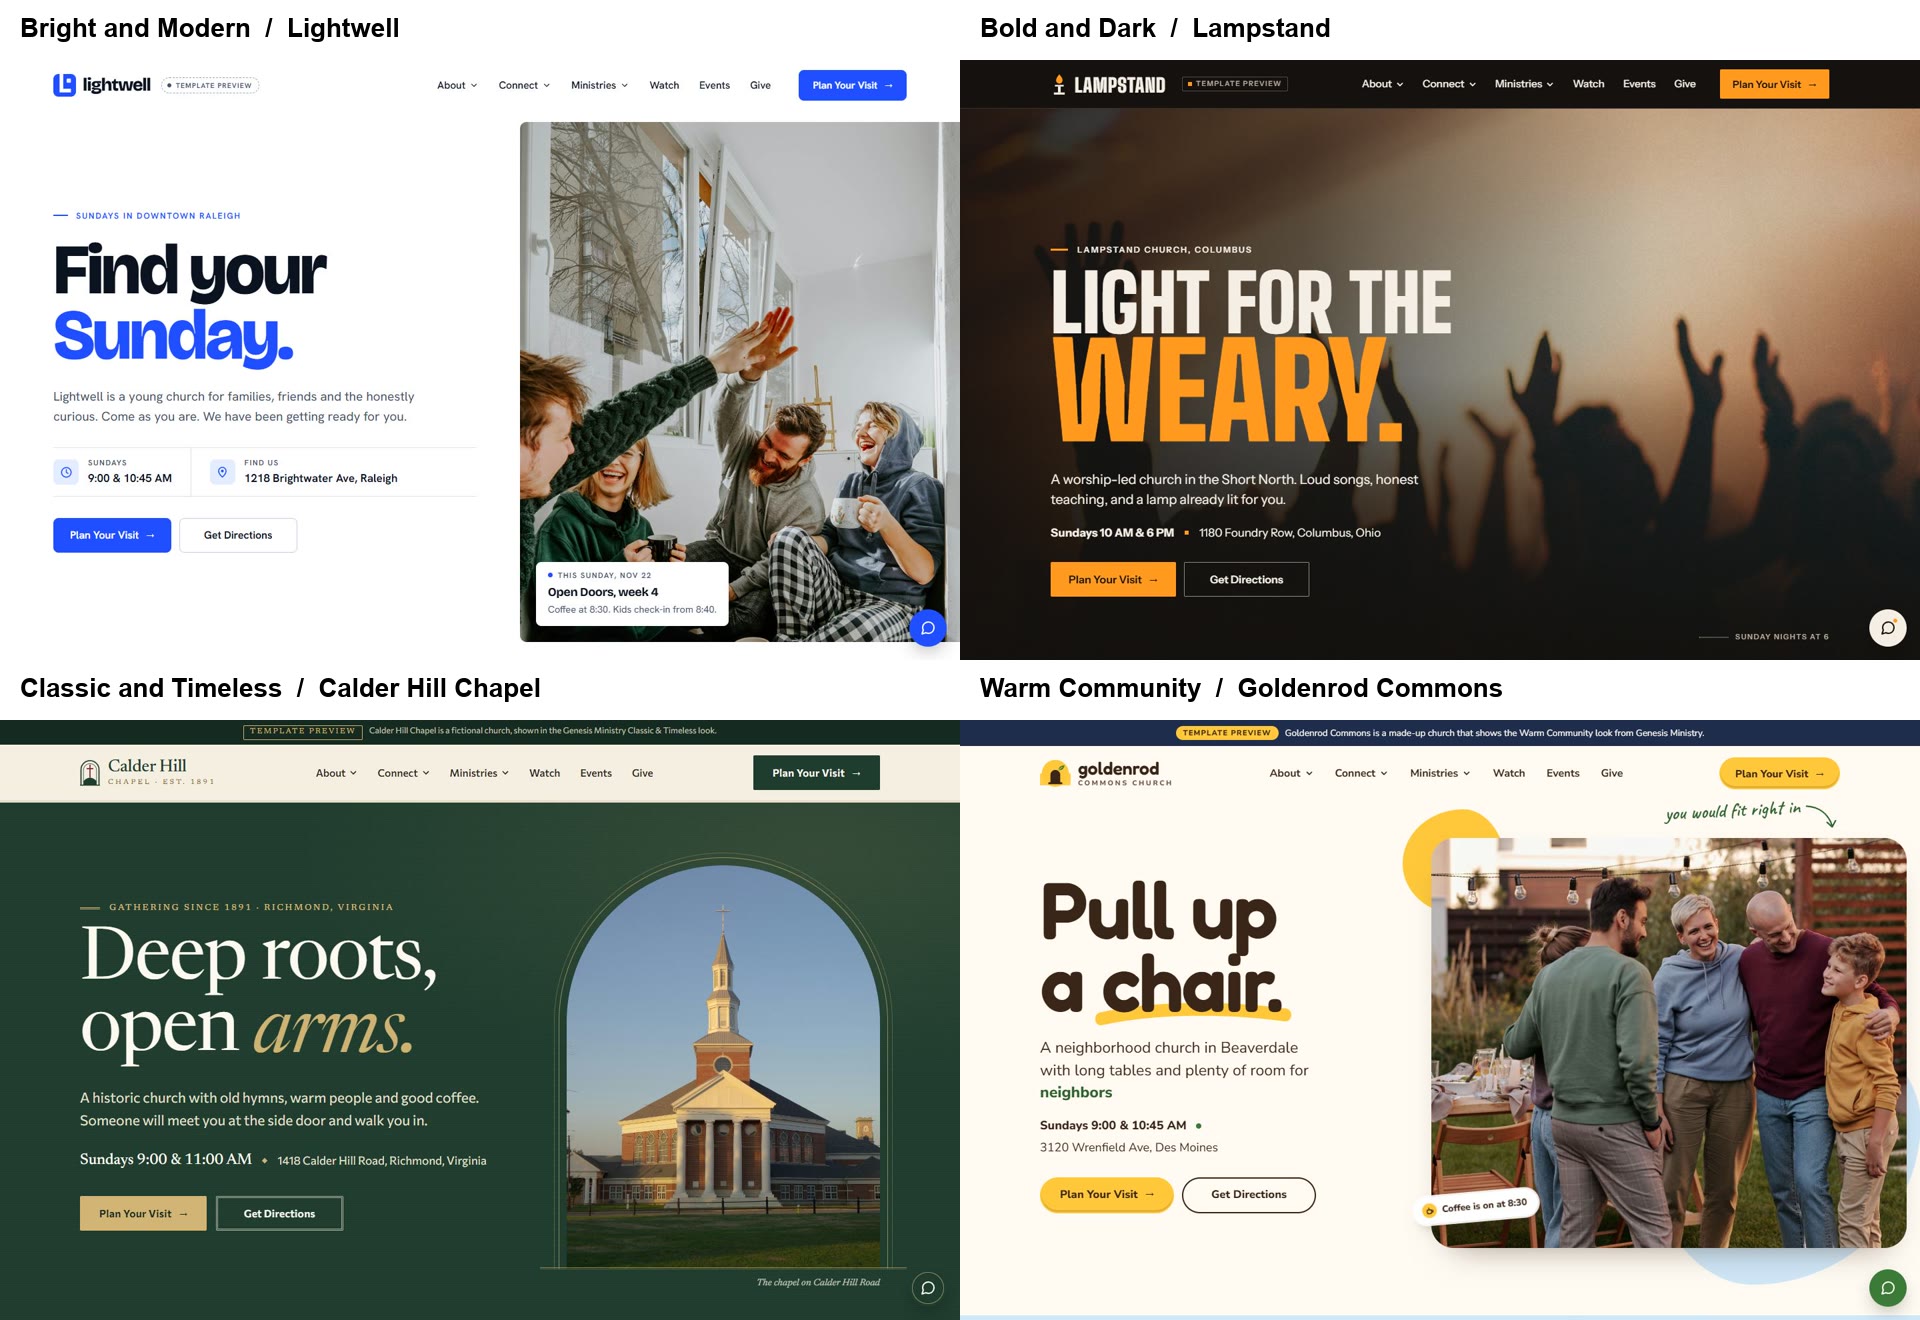 Bright and Modern / Lightwell
lightwell
TEMPLATE PREVIEW
About
Connect
Ministries
Watch
Events
Give
Plan Your Visit →
SUNDAYS IN DOWNTOWN RALEIGH
Find your
Sunday.
Lightwell is a young church for families, friends and the honestly
curious. Come as you are. We have been getting ready for you.
SUNDAYS
9:00 & 10:45 AM
FIND US
1218 Brightwater Ave, Raleigh
Plan Your Visit →
Get Directions
THIS SUNDAY, NOV 22
Open Doors, week 4
Coffee at 8:30. Kids check-in from 8:40.
Bold and Dark / Lampstand
LAMPSTAND
TEMPLATE PREVIEW
About
Connect
Ministries
Watch
Events
Give
Plan Your Visit →
LAMPSTAND CHURCH, COLUMBUS
LIGHT FOR THE
WEARY.
A worship-led church in the Short North. Loud songs, honest
teaching, and a lamp already lit for you.
Sundays 10 AM & 6 PM
1180 Foundry Row, Columbus, Ohio
Plan Your Visit →
Get Directions
SUNDAY NIGHTS AT 6
Classic and Timeless / Calder Hill Chapel
TEMPLATE PREVIEW
Calder Hill Chapel is a fictional church, shown in the Genesis Ministry Classic & Timeless look.
Calder Hill
CHAPEL · EST. 1891
About
Connect
Ministries
Watch
Events
Give
Plan Your Visit →
GATHERING SINCE 1891 · RICHMOND, VIRGINIA
Deep roots,
open arms.
A historic church with old hymns, warm people and good coffee.
Someone will meet you at the side door and walk you in.
Sundays 9:00 & 11:00 AM
1418 Calder Hill Road, Richmond, Virginia
Plan Your Visit →
Get Directions
The chapel on Calder Hill Road
Warm Community / Goldenrod Commons
TEMPLATE PREVIEW
Goldenrod Commons is a made-up church that shows the Warm Community look from Genesis Ministry.
goldenrod
COMMONS CHURCH
About
Connect
Ministries
Watch
Events
Give
Plan Your Visit →
you would fit right in
Pull up
a chair.
A neighborhood church in Beaverdale
with long tables and plenty of room for
neighbors
Sundays 9:00 & 10:45 AM
3120 Wrenfield Ave, Des Moines
Plan Your Visit →
Get Directions
Coffee is on at 8:30